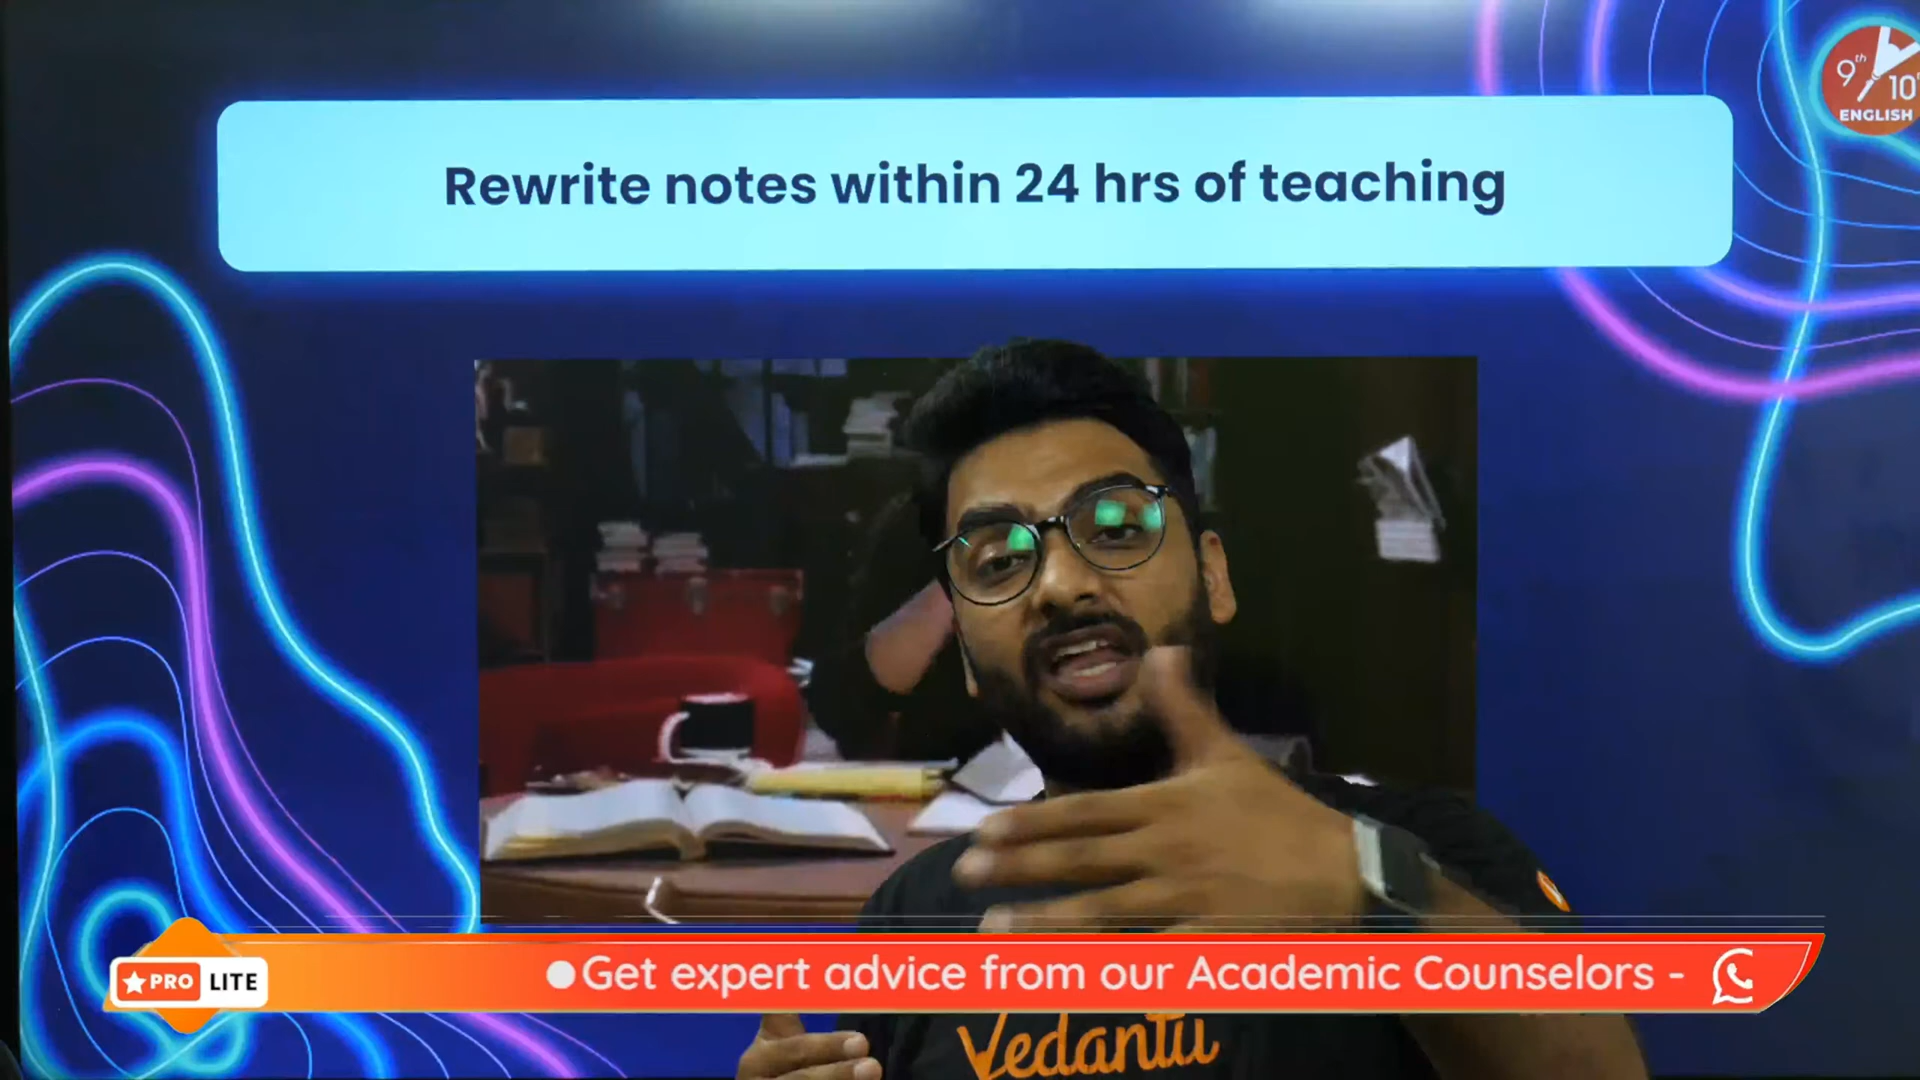 9th
10
ENGLISH
Rewrite notes within 24 hrs of teaching
PRO LITE
Get expert advice from our Academic Counselors -
Vedantu